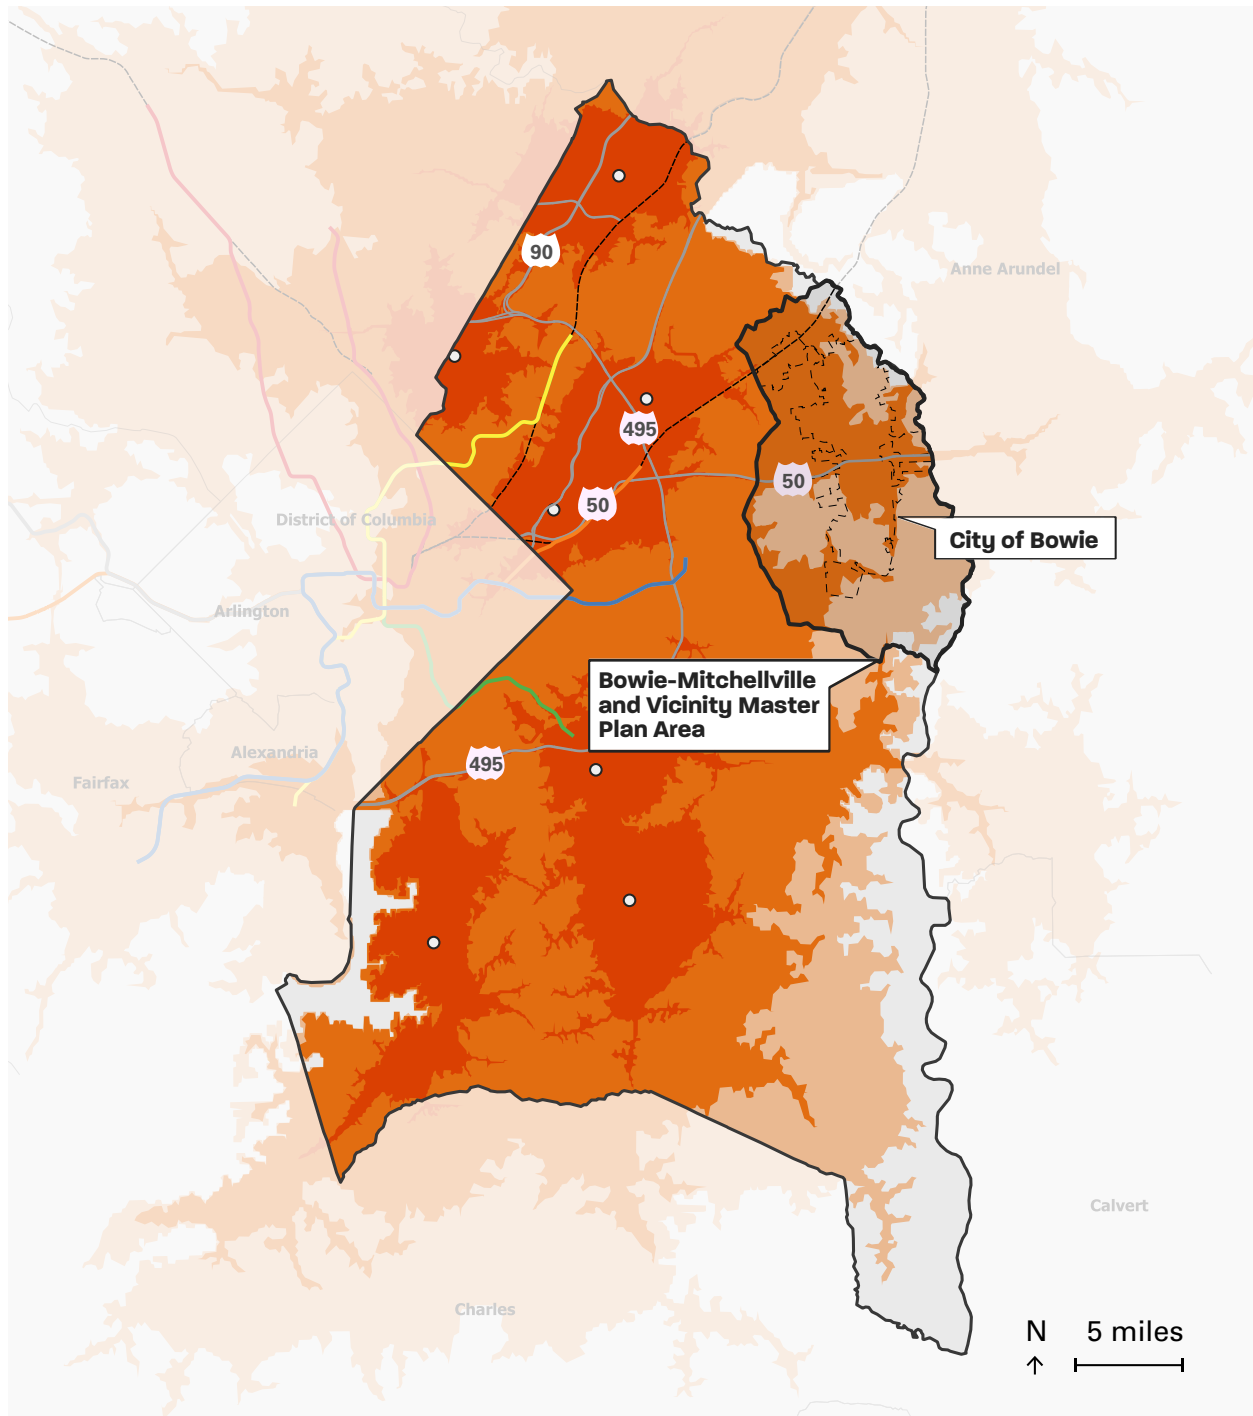 90
Anne Arundel
495
50
50
District of Columbia
City of Bowie
Arlington
Bowie-Mitchellville
and Vicinity Master
Plan Area
Alexandria
495
Fairfax
Calvert
Charles
N
5 miles